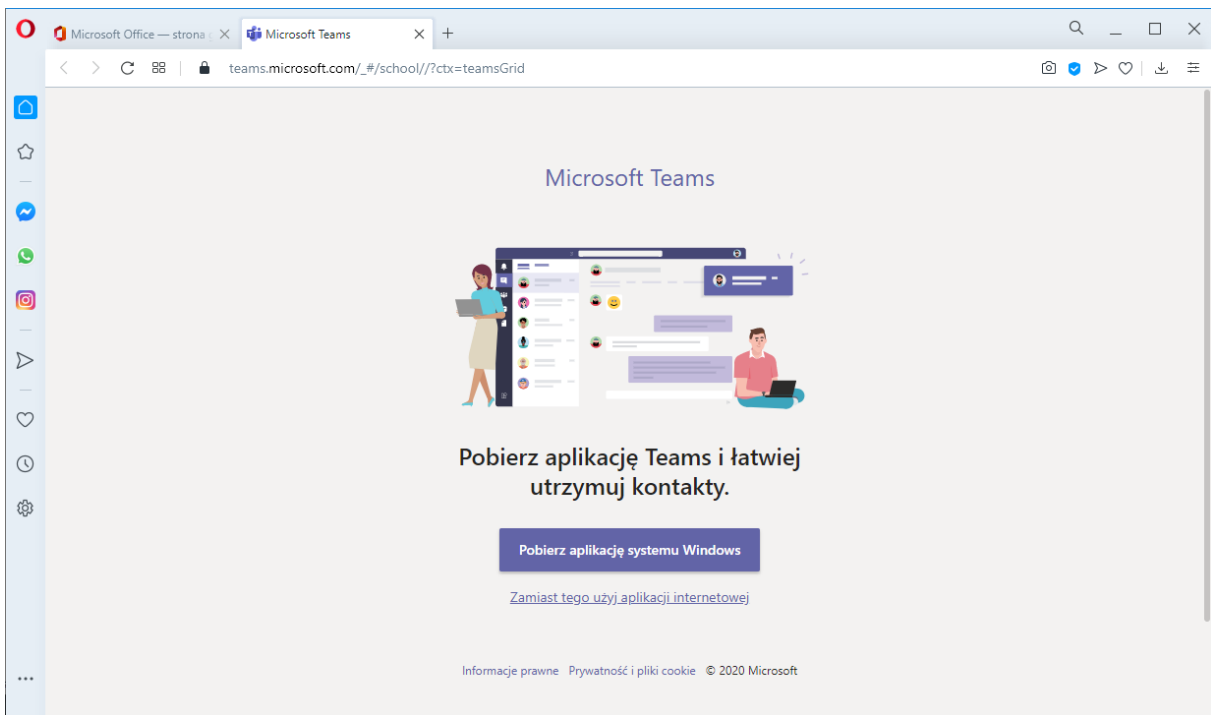 Microsoft Office — strona g
Microsoft Teams
teams.microsoft.com/_#/school//?ctx=teamsGrid
Microsoft Teams
Pobierz aplikację Teams i łatwiej
utrzymuj kontakty.
Pobierz aplikację systemu Windows
Zamiast tego użyj aplikacji internetowej
Informacje prawne Prywatność i pliki cookie © 2020 Microsoft